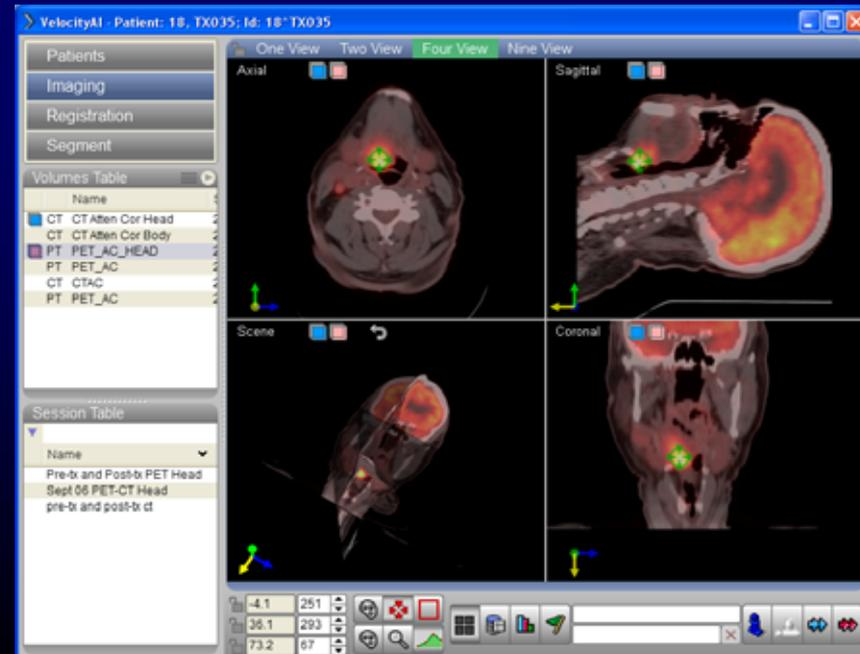 VelocityAI - Patient: 18, TX035; Id: 18*TX035
Patients
Imaging
Registration
Segment
Volumes Table
Name
CT CT Atten Cor Head
CT CT Atten Cor Body
PT PET_AC_HEAD
PT PET_AC
CT CTAC
PT PET_AC
Session Table
Name
Pre-tx and Post-tx PET Head
Sept 06 PET-CT Head
pre-tx and post-tx ct
One View Two View Four View Nine View
Axial
Sagittal
Scene
Coronal
-4.1 251
36.1 293
73.2 67